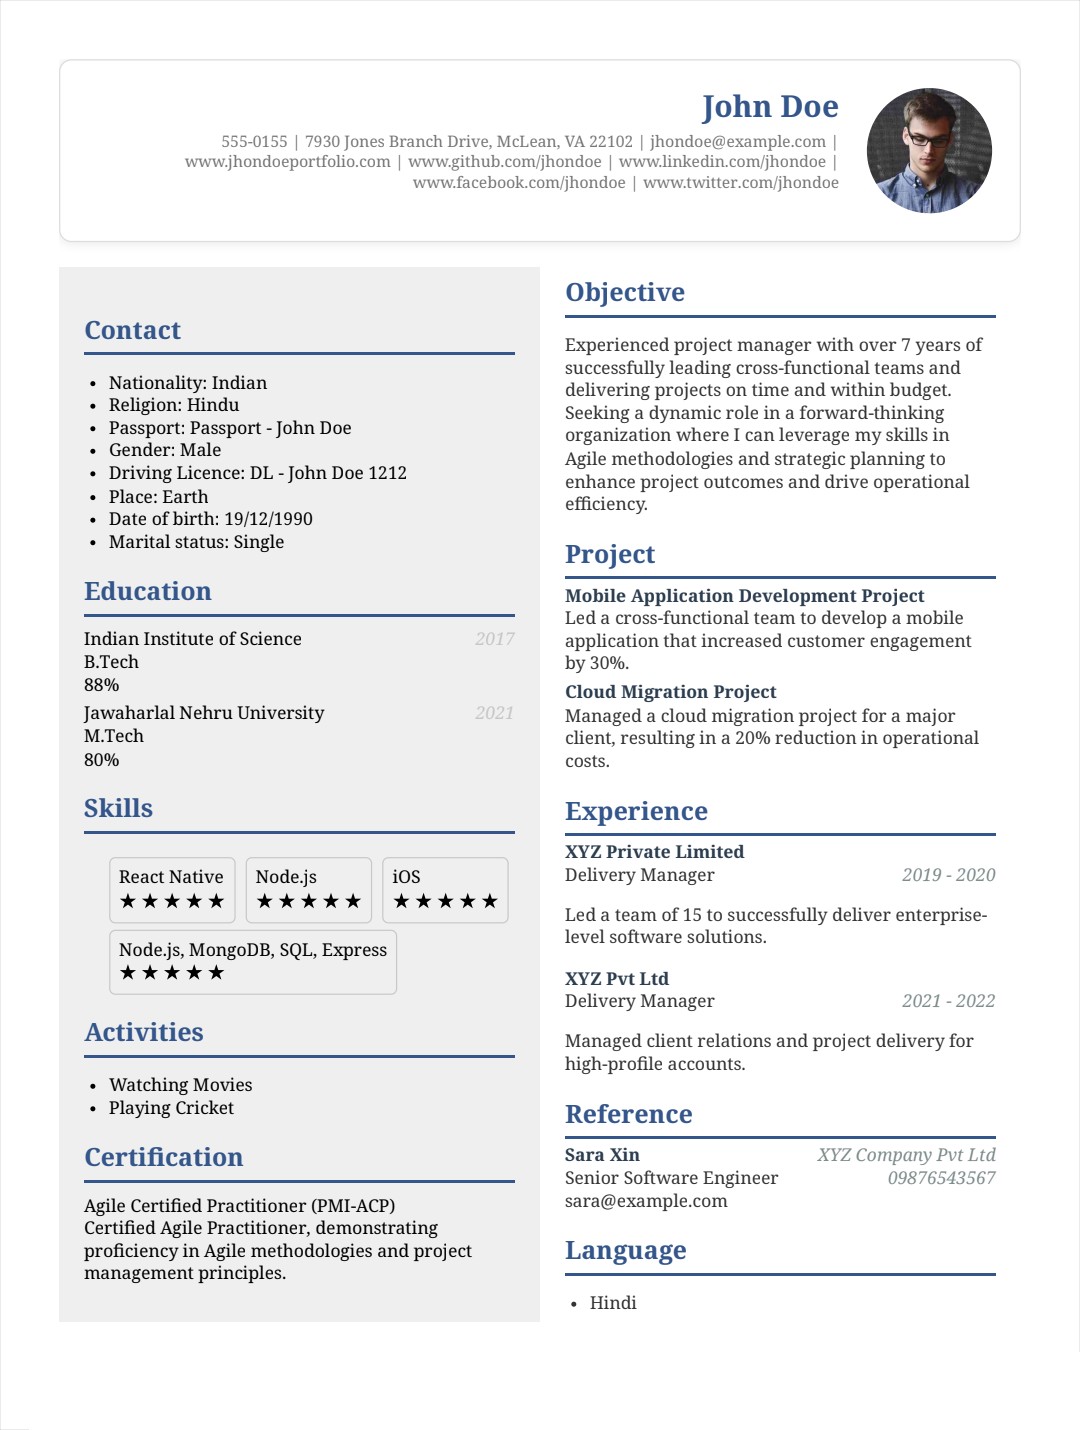 John Doe
555-0155 | 7930 Jones Branch Drive, McLean, VA 22102 | jhondoe@example.com |
www.jhondoeportfolio.com | www.github.com/jhondoe | www.linkedin.com/jhondoe |
www.facebook.com/jhondoe | www.twitter.com/jhondoe
Contact
• Nationality: Indian
• Religion: Hindu
• Passport: Passport - John Doe
• Gender: Male
• Driving Licence: DL - John Doe 1212
• Place: Earth
• Date of birth: 19/12/1990
• Marital status: Single
Education
Indian Institute of Science 2017
B.Tech
88%
Jawaharlal Nehru University 2021
M.Tech
80%
Skills
React Native
★★★★★
Node.js
★★★★★
iOS
★★★★★
Node.js, MongoDB, SQL, Express
★★★★★
Activities
• Watching Movies
• Playing Cricket
Certification
Agile Certified Practitioner (PMI-ACP)
Certified Agile Practitioner, demonstrating
proficiency in Agile methodologies and project
management principles.
Objective
Experienced project manager with over 7 years of
successfully leading cross-functional teams and
delivering projects on time and within budget.
Seeking a dynamic role in a forward-thinking
organization where I can leverage my skills in
Agile methodologies and strategic planning to
enhance project outcomes and drive operational
efficiency.
Project
Mobile Application Development Project
Led a cross-functional team to develop a mobile
application that increased customer engagement
by 30%.
Cloud Migration Project
Managed a cloud migration project for a major
client, resulting in a 20% reduction in operational
costs.
Experience
XYZ Private Limited
Delivery Manager 2019 - 2020
Led a team of 15 to successfully deliver enterprise-
level software solutions.
XYZ Pvt Ltd
Delivery Manager 2021 - 2022
Managed client relations and project delivery for
high-profile accounts.
Reference
Sara Xin XYZ Company Pvt Ltd
Senior Software Engineer 09876543567
sara@example.com
Language
• Hindi